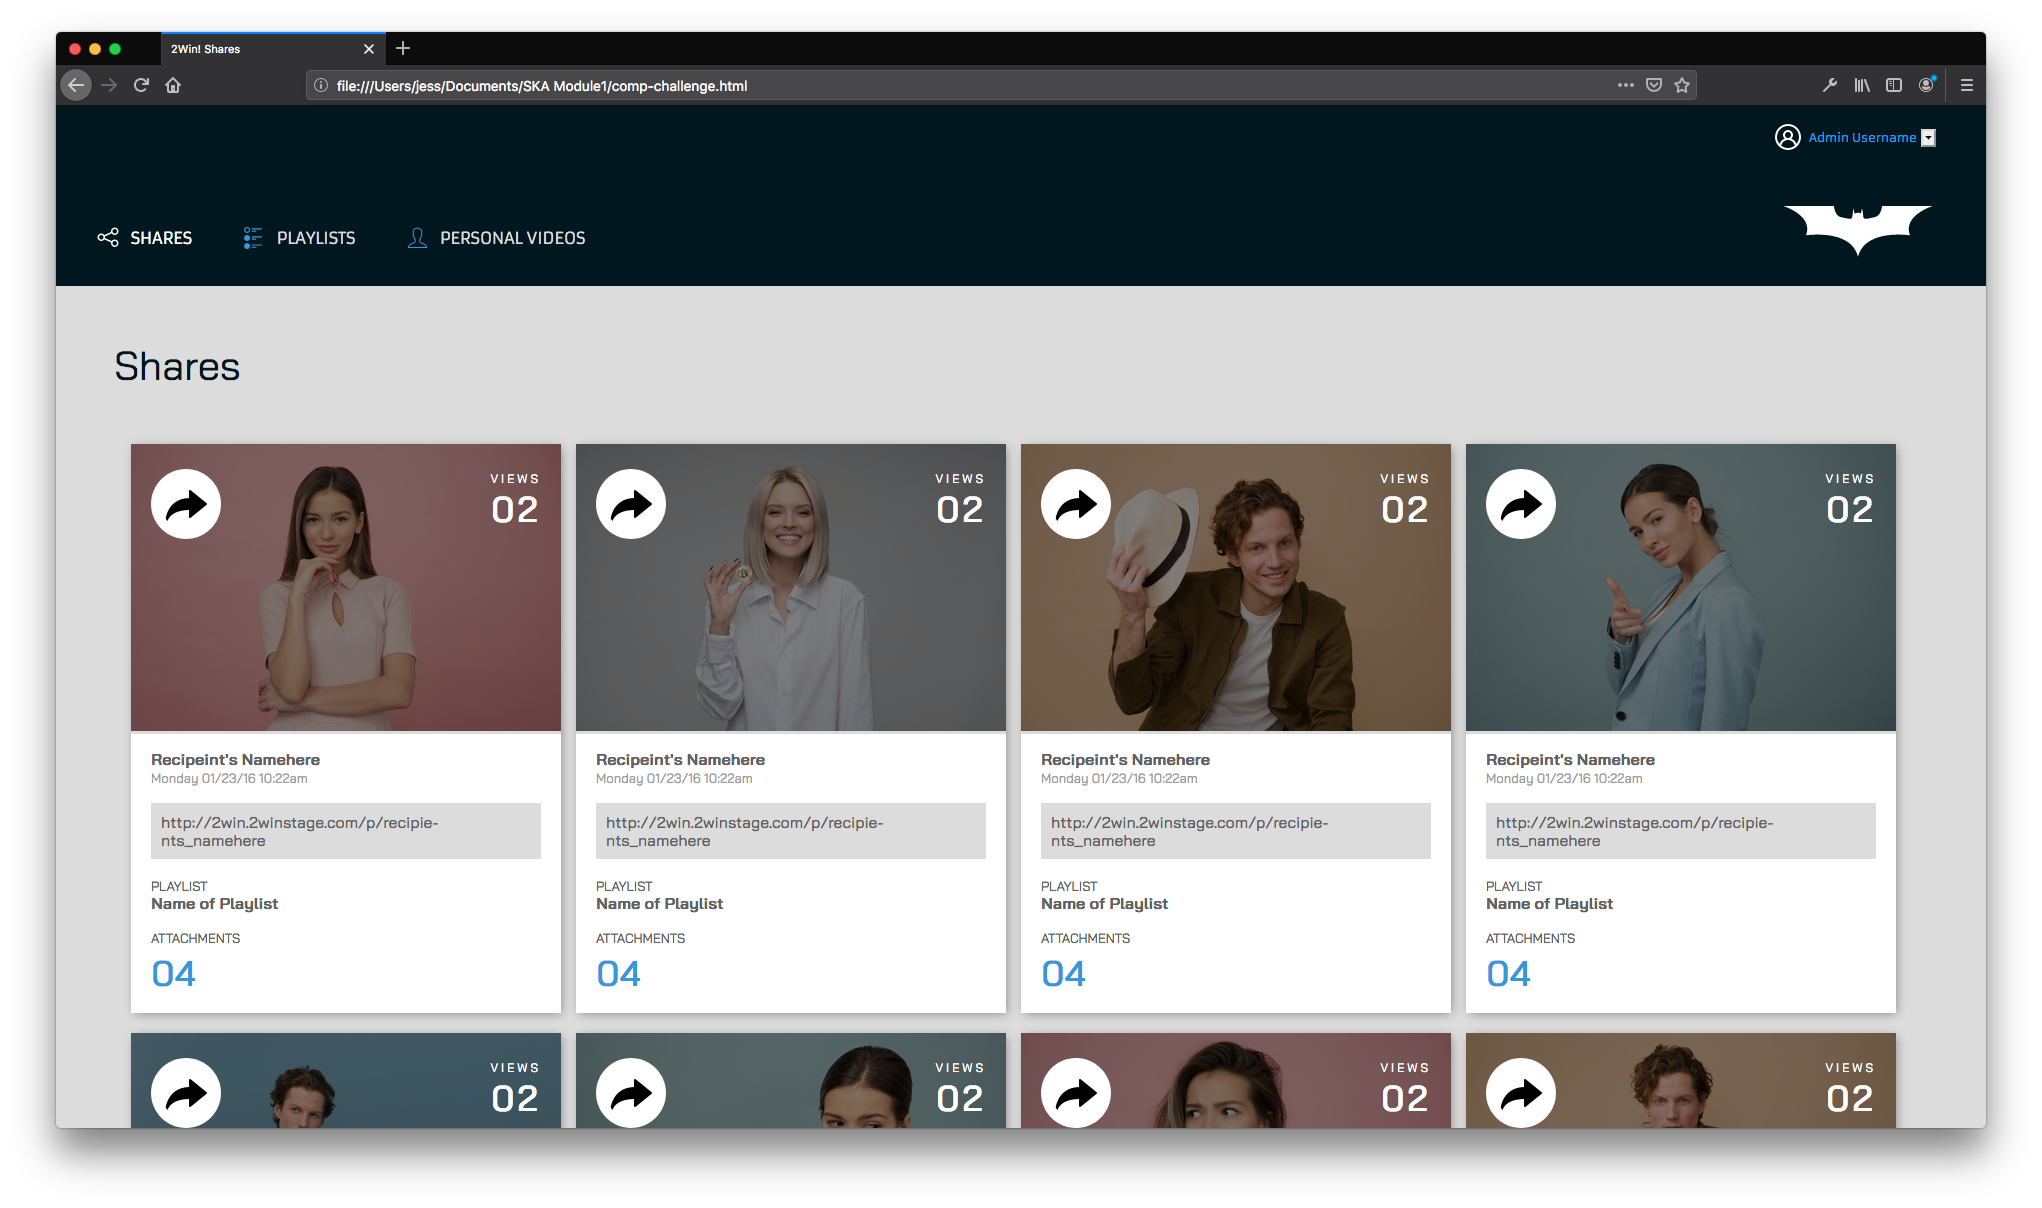 2Win! Shares
file:///Users/jess/Documents/SKA Module1/comp-challenge.html
Admin Username
SHARES
PLAYLISTS
PERSONAL VIDEOS
Shares
VIEWS
02
VIEWS
02
VIEWS
02
VIEWS
02
Recipeint's Namehere
Monday 01/23/16 10:22am
http://2win.2winstage.com/p/recipie-
nts_namehere
PLAYLIST
Name of Playlist
ATTACHMENTS
04
Recipeint's Namehere
Monday 01/23/16 10:22am
http://2win.2winstage.com/p/recipie-
nts_namehere
PLAYLIST
Name of Playlist
ATTACHMENTS
04
Recipeint's Namehere
Monday 01/23/16 10:22am
http://2win.2winstage.com/p/recipie-
nts_namehere
PLAYLIST
Name of Playlist
ATTACHMENTS
04
Recipeint's Namehere
Monday 01/23/16 10:22am
http://2win.2winstage.com/p/recipie-
nts_namehere
PLAYLIST
Name of Playlist
ATTACHMENTS
04
VIEWS
02
VIEWS
02
VIEWS
02
VIEWS
02